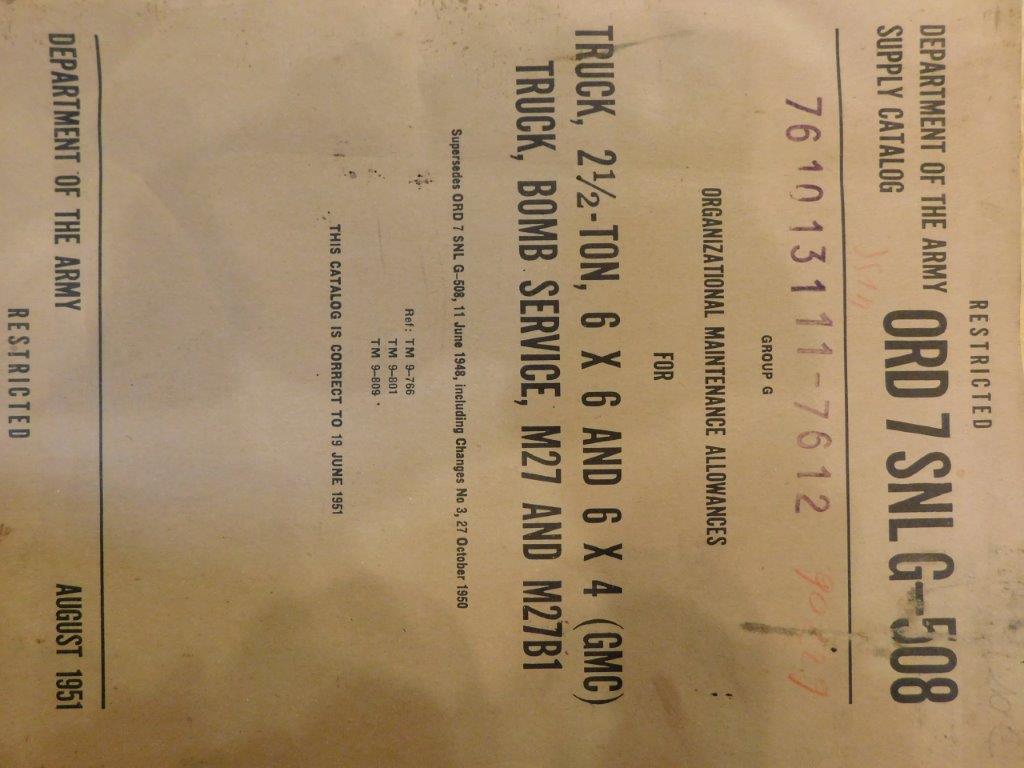 RESTRICTED
DEPARTMENT OF THE ARMY
SUPPLY CATALOG
ORD 7 SNL G-508
7610131 11-7612
GROUP G
ORGANIZATIONAL MAINTENANCE ALLOWANCES
FOR
TRUCK, 2½-TON, 6 X 6 AND 6 X 4 (GMC)
TRUCK, BOMB SERVICE, M27 AND M27B1
Supersedes ORD 7 SNL G-508, 11 June 1948, including Changes No 3, 27 October 1950
Ref: TM 9-766
TM 9-801
TM 9-809
THIS CATALOG IS CORRECT TO 19 JUNE 1951
DEPARTMENT OF THE ARMY
AUGUST 1951
RESTRICTED